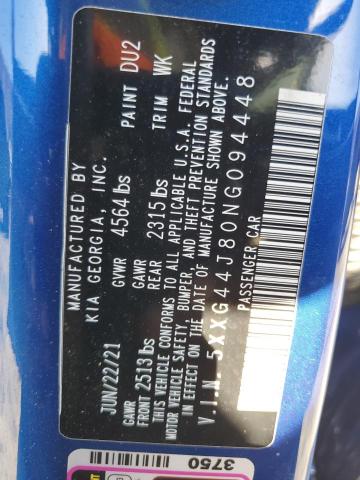 MANUFACTURED BY
KIA GEORGIA, INC.
JUN/22/21 GVWR 4564 lbs PAINT DU2
GAWR FRONT 2513 lbs GAWR REAR 2315 lbs TRIM WK
THIS VEHICLE CONFORMS TO ALL APPLICABLE U.S.A. FEDERAL
MOTOR VEHICLE SAFETY, BUMPER, AND THEFT PREVENTION STANDARDS
IN EFFECT ON THE DATE OF MANUFACTURE SHOWN ABOVE.
V.I.N 5XXG44J80NG094448
PASSENGER CAR
3750